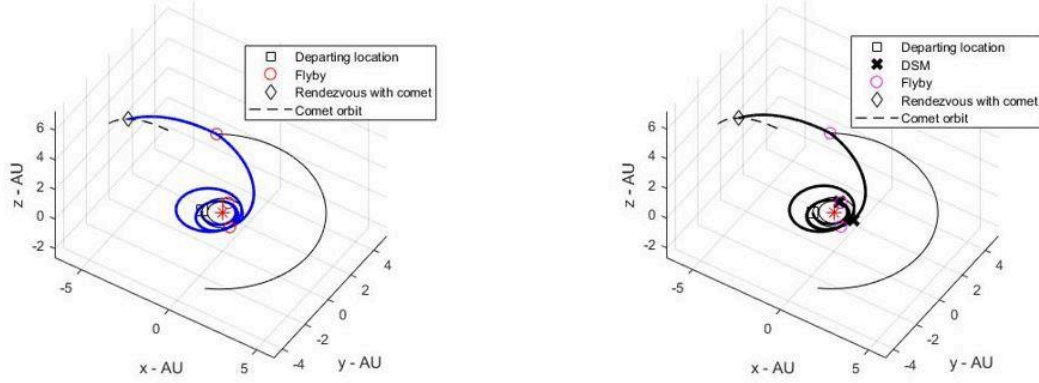 Departing location
Flyby
Rendezvous with comet
Comet orbit
6
4
2
0
-2
z - AU
-5
0
5
x - AU
-4
-2
0
2
4
y - AU
Departing location
DSM
Flyby
Rendezvous with comet
Comet orbit
6
4
2
0
-2
z - AU
-5
0
5
x - AU
-4
-2
0
2
4
y - AU